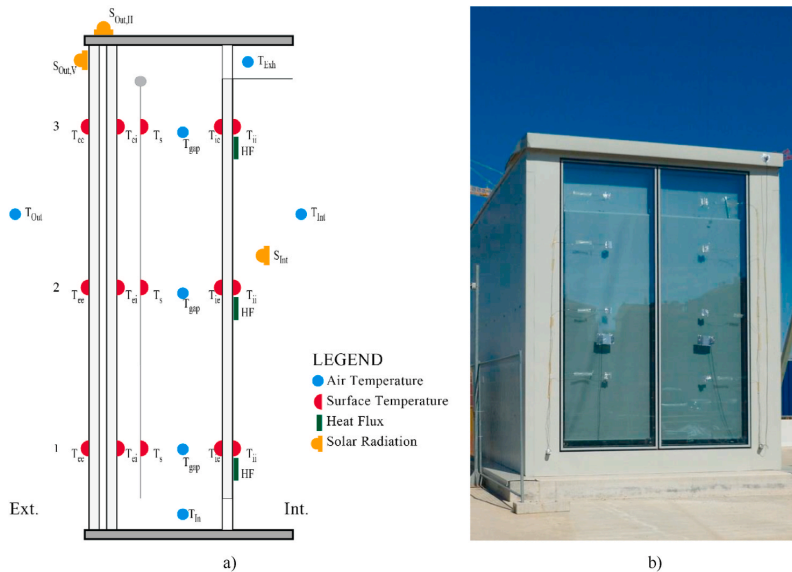 S_Out,H
S_Out,V
T_Exh
3 T_ee T_ei T_s T_gap T_ie T_ii
HF
T_Out T_Int
S_Int
2 T_ee T_ei T_s T_gap T_ie T_ii
HF
LEGEND
Air Temperature
Surface Temperature
Heat Flux
Solar Radiation
1 T_ee T_ei T_s T_gap T_ie T_ii
HF
Ext. T_In Int.
a) b)